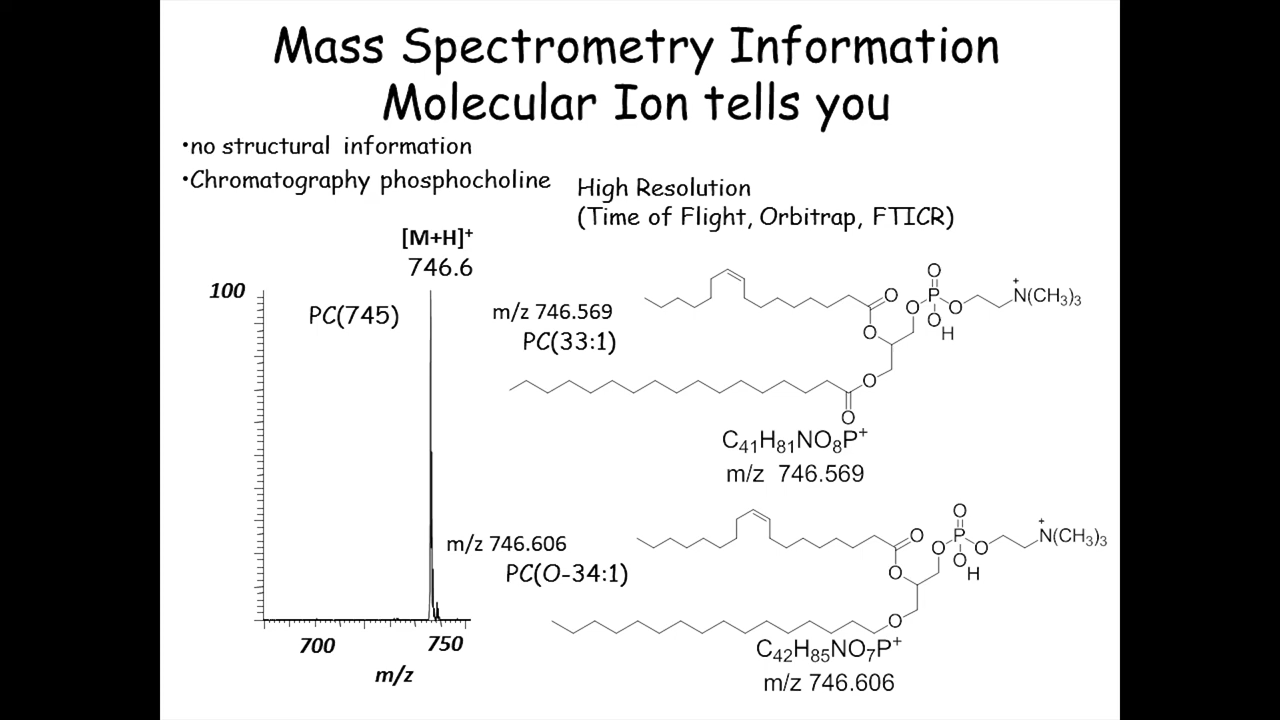 Mass Spectrometry Information
Molecular Ion tells you
•no structural information
•Chromatography phosphocholine
High Resolution
(Time of Flight, Orbitrap, FTICR)
[M+H]⁺
746.6
100
PC(745)
m/z 746.569
PC(33:1)
O
O
P
O
O
O
H
N(CH₃)₃
+
O
O
O
C₄₁H₈₁NO₈P⁺
m/z 746.569
m/z 746.606
PC(O-34:1)
O
O
P
O
O
O
H
N(CH₃)₃
+
O
O
C₄₂H₈₅NO₇P⁺
m/z 746.606
700
750
m/z